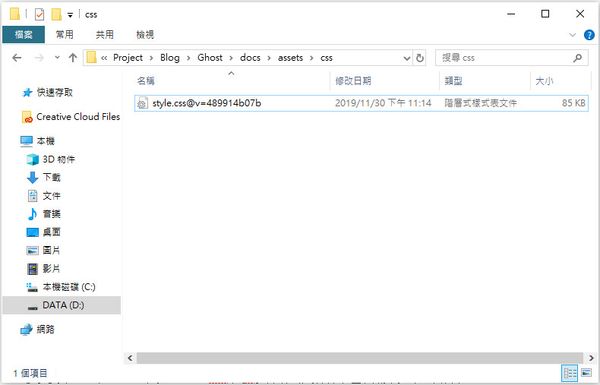 css
檔案 常用 共用 檢視
« Project › Blog › Ghost › docs › assets › css
搜尋 css
名稱 修改日期 類型 大小
style.css@v=489914b07b 2019/11/30 下午 11:14 階層式樣式表文件 85 KB
快速存取
Creative Cloud Files
本機
3D 物件
下載
文件
音樂
桌面
圖片
影片
本機磁碟 (C:)
DATA (D:)
網路
1 個項目